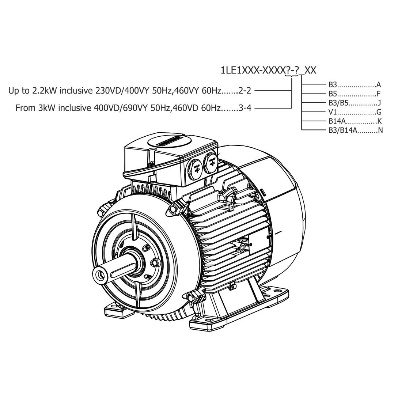 1LE1XXX-XXXX?-?_XX
Up to 2.2kW inclusive 230VD/400VY 50Hz,460VY 60Hz.......2-2
From 3kW inclusive 400VD/690VY 50Hz,460VD 60Hz.......3-4
B3...................A
B5...................F
B3/B5..............J
V1...................G
B14A...............K
B3/B14A..........N